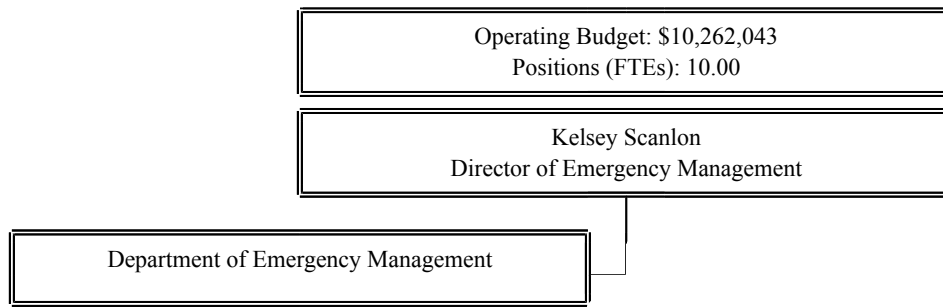 Operating Budget: $10,262,043
Positions (FTEs): 10.00
Kelsey Scanlon
Director of Emergency Management
Department of Emergency Management